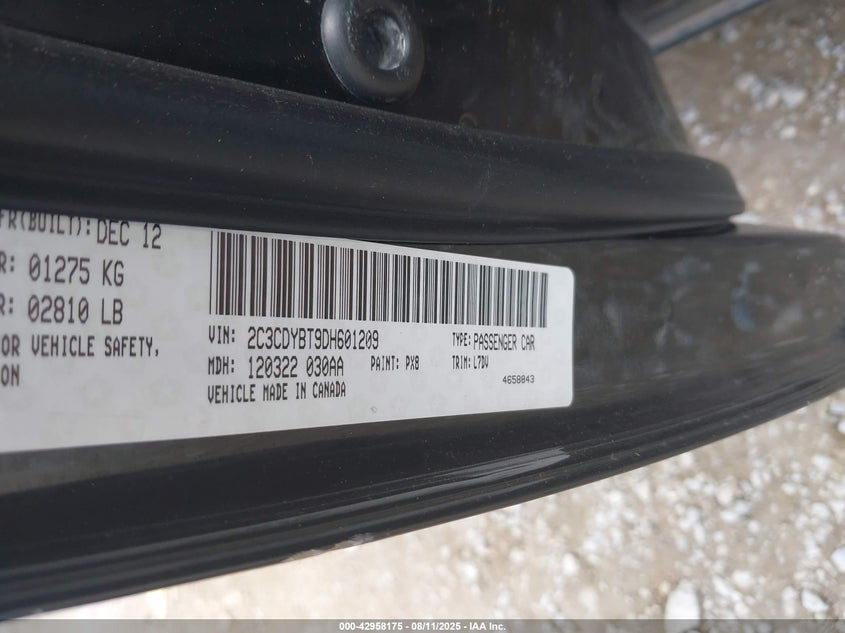 FR(BUILT): DEC 12
R: 01275 KG
R: 02810 LB
OR VEHICLE SAFETY,
ON
VIN: 2C3CDYBT9DH601209 TYPE: PASSENGER CAR
MDH: 120322 030AA PAINT: PX8 TRIM: L7DV
VEHICLE MADE IN CANADA 4658843
000-42958175 - 08/11/2025 - IAA Inc.